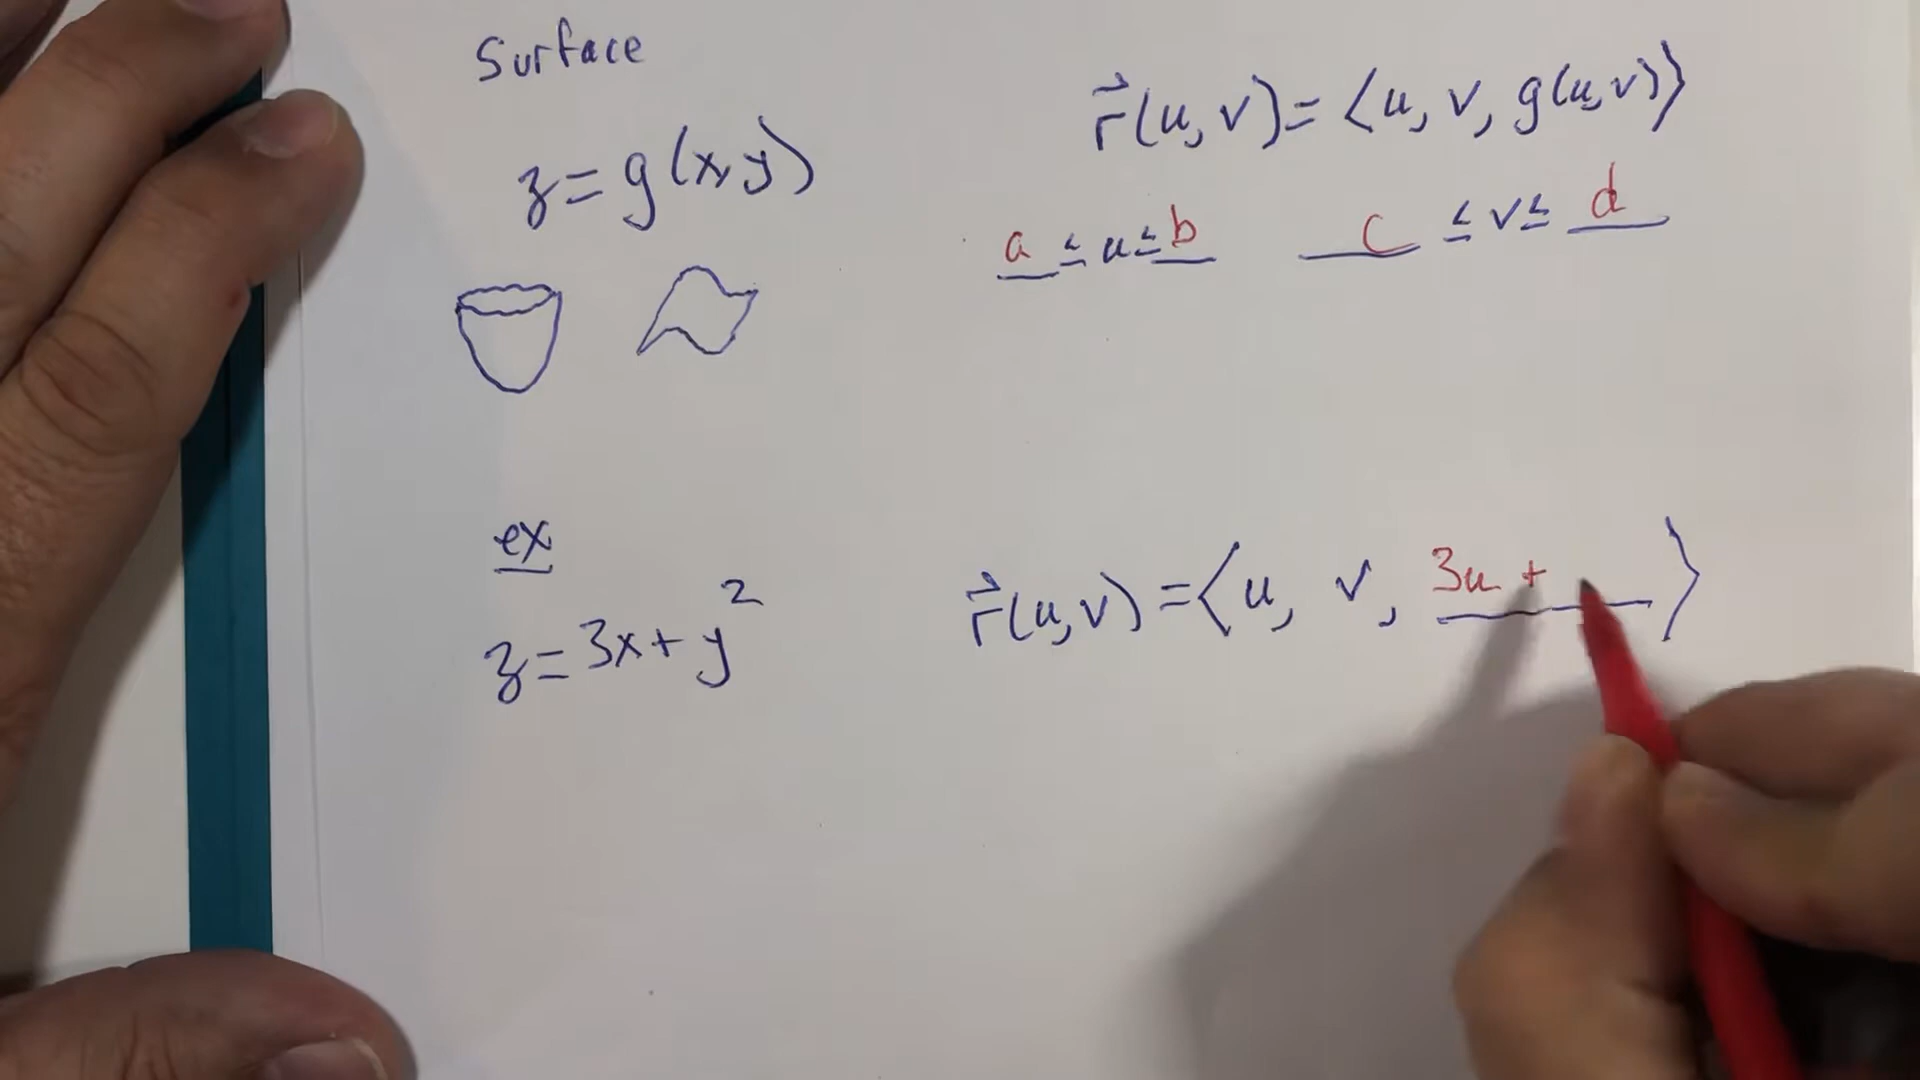 Surface
z = g(x, y)
r⃗(u, v) = ⟨u, v, g(u, v)⟩
a ≤ u ≤ b   c ≤ v ≤ d
ex
z = 3x + y²
r⃗(u, v) = ⟨u, v, 3u + ⟩